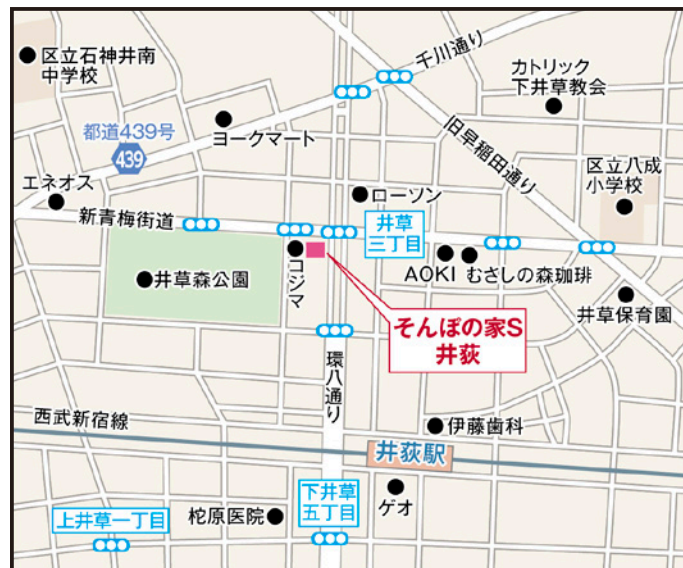 区立石神井南
中学校
千川通り
カトリック
下井草教会
都道439号
439
ヨークマート
旧早稲田通り
区立八成
小学校
エネオス
ローソン
新青梅街道
井草
三丁目
コジマ
AOKI
むさしの森珈琲
井草森公園
井草保育園
そんぽの家S
井荻
環八通り
西武新宿線
伊藤歯科
井荻駅
上井草一丁目
柁原医院
下井草
五丁目
ゲオ